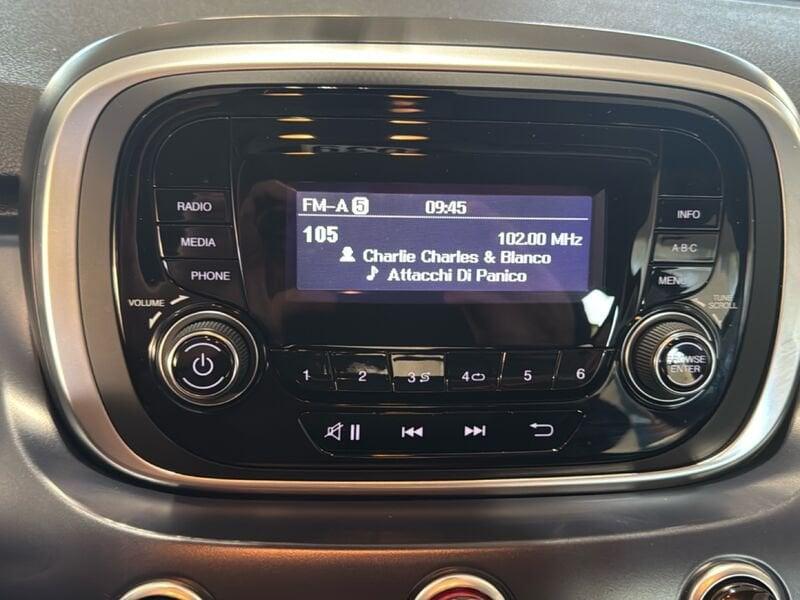 FM-A 5 09:45
105 102.00 MHz
Charlie Charles & Blanco
Attacchi Di Panico
RADIO
MEDIA
PHONE
VOLUME
INFO
A-B-C
MENU
TUNE
SCROLL
BROWSE
ENTER
1 2 3 4 5 6